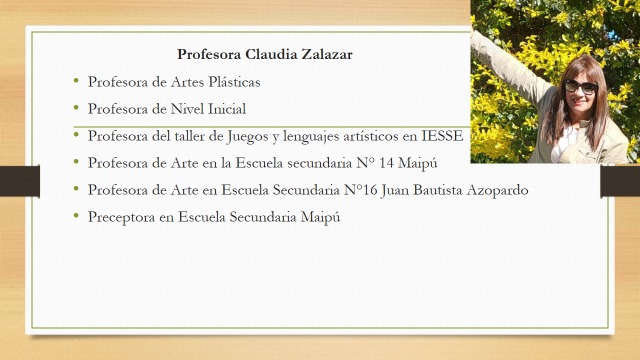 Profesora Claudia Zalazar
• Profesora de Artes Plásticas
• Profesora de Nivel Inicial
• Profesora del taller de Juegos y lenguajes artísticos en IESSE
• Profesora de Arte en la Escuela secundaria N° 14 Maipú
• Profesora de Arte en Escuela Secundaria N°16 Juan Bautista Azopardo
• Preceptora en Escuela Secundaria Maipú